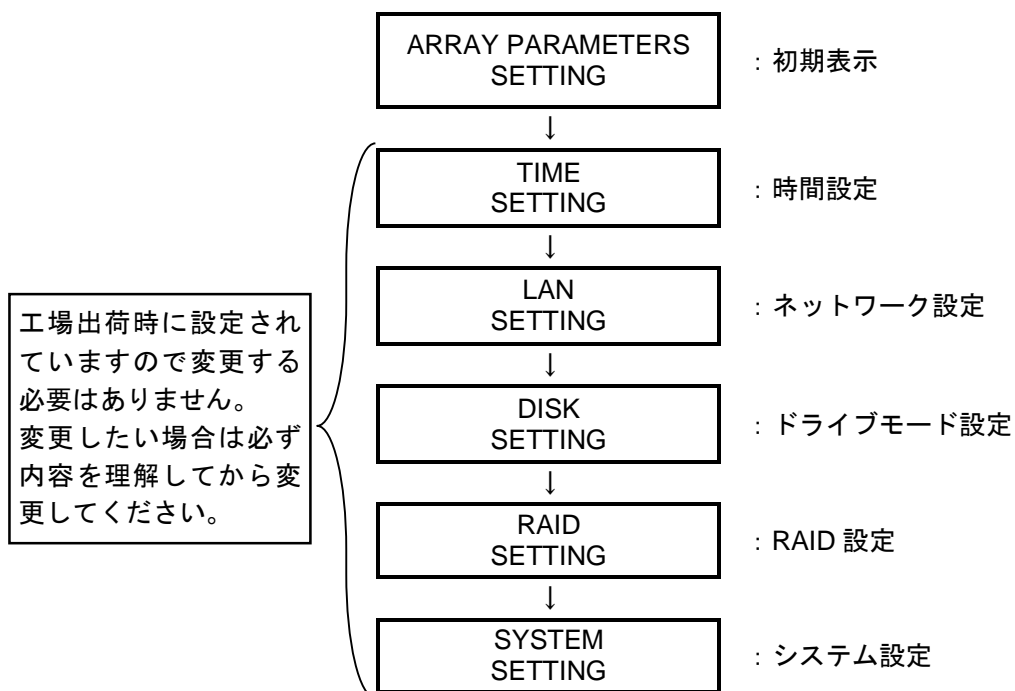 ARRAY PARAMETERS
SETTING
: 初期表示
↓
TIME
SETTING
: 時間設定
↓
LAN
SETTING
: ネットワーク設定
↓
DISK
SETTING
: ドライブモード設定
↓
RAID
SETTING
: RAID 設定
↓
SYSTEM
SETTING
: システム設定
工場出荷時に設定され
ていますので変更する
必要はありません。
変更したい場合は必ず
内容を理解してから変
更してください。